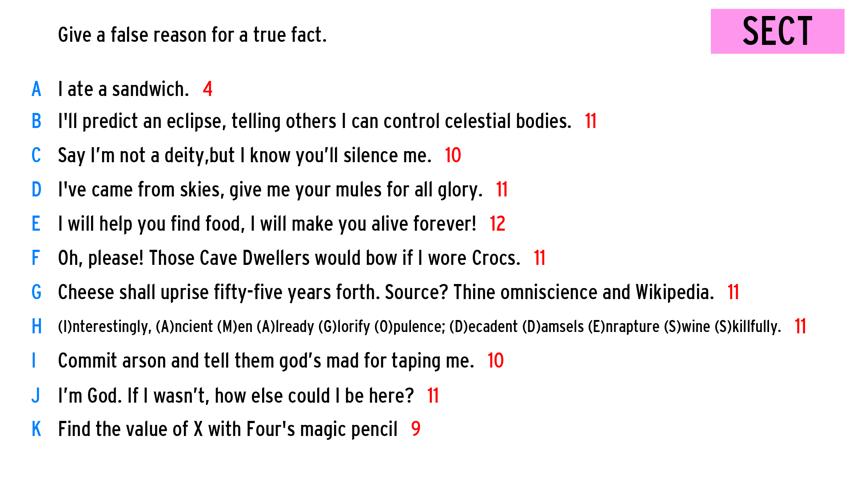 Give a false reason for a true fact.
SECT
A I ate a sandwich. 4
B I'll predict an eclipse, telling others I can control celestial bodies. 11
C Say I'm not a deity,but I know you'll silence me. 10
D I've came from skies, give me your mules for all glory. 11
E I will help you find food, I will make you alive forever! 12
F Oh, please! Those Cave Dwellers would bow if I wore Crocs. 11
G Cheese shall uprise fifty-five years forth. Source? Thine omniscience and Wikipedia. 11
H (I)nterestingly, (A)ncient (M)en (A)lready (G)lorify (O)pulence; (D)ecadent (D)amsels (E)nrapture (S)wine (S)killfully. 11
I Commit arson and tell them god's mad for taping me. 10
J I'm God. If I wasn't, how else could I be here? 11
K Find the value of X with Four's magic pencil 9